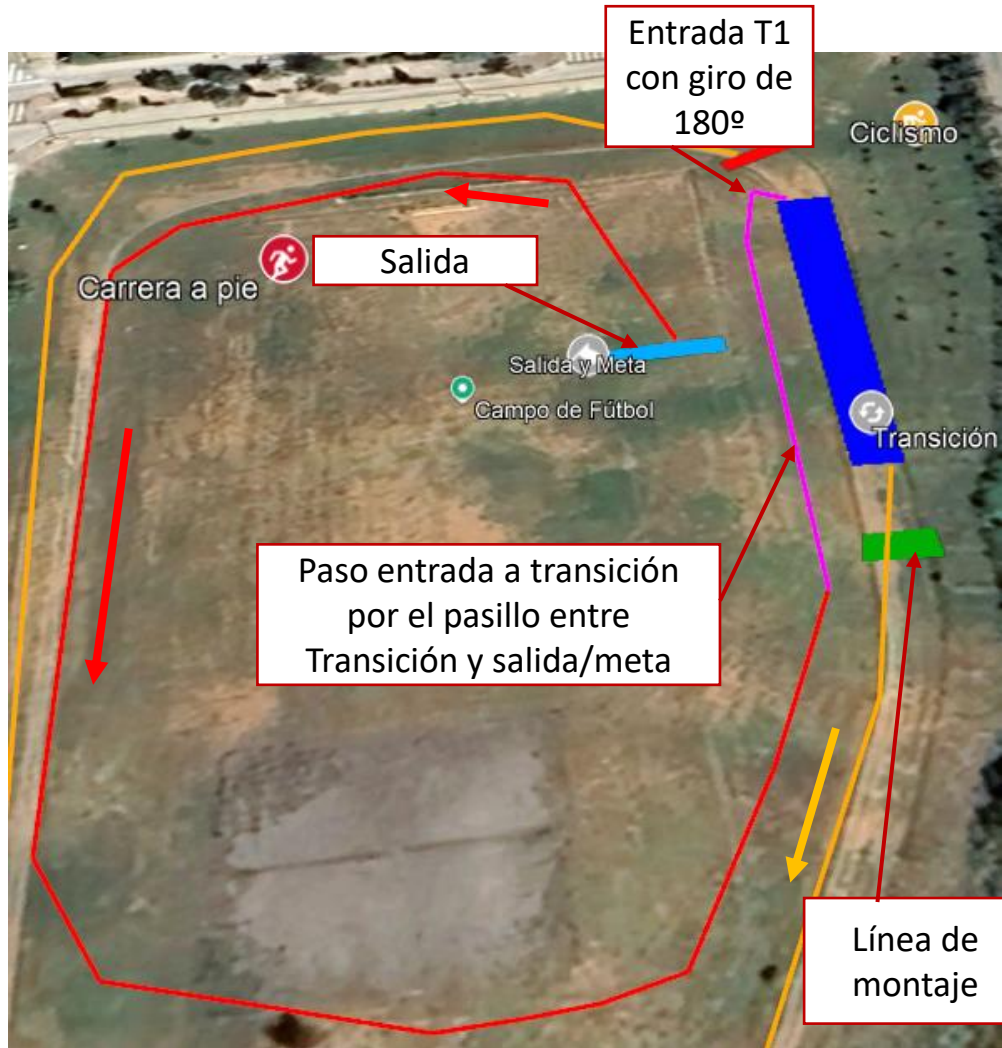 Entrada T1
con giro de
180º
Ciclismo
Salida
Carrera a pie
Salida y Meta
Campo de Fútbol
Transición
Paso entrada a transición
por el pasillo entre
Transición y salida/meta
Línea de
montaje